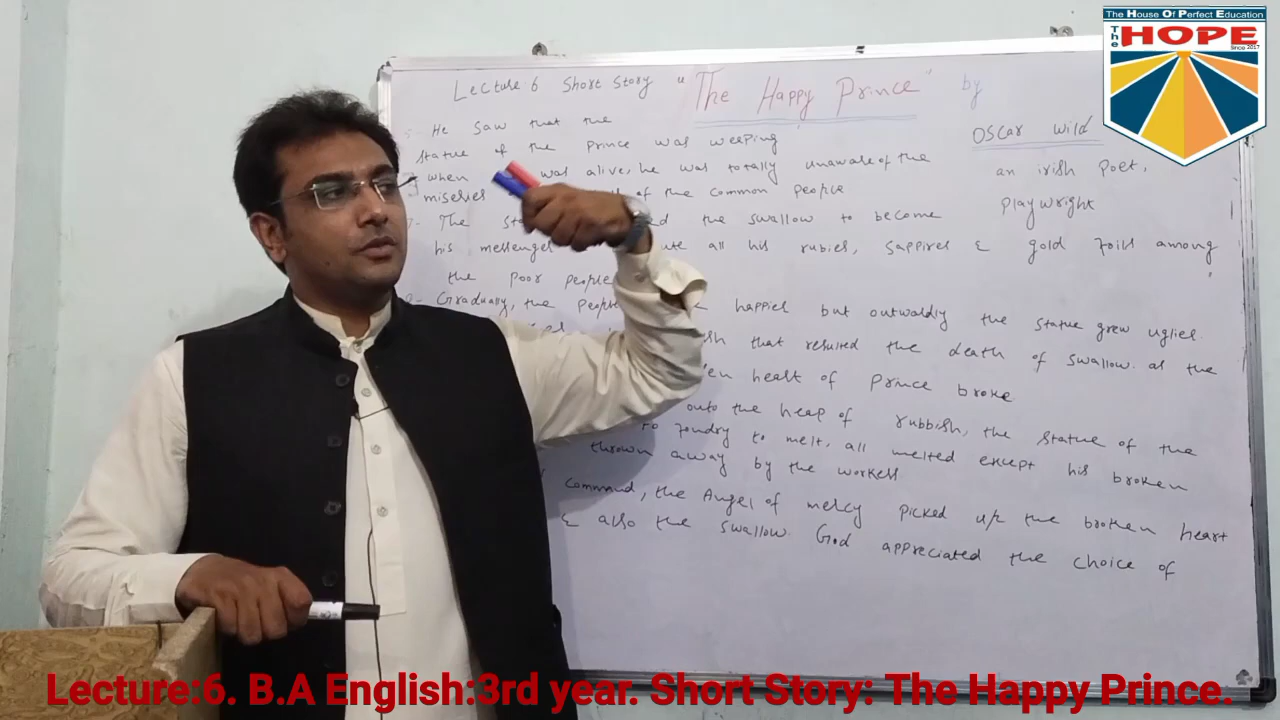 The House Of Perfect Education
The HOPE
Since 2017
Lecture 6 Short Story " The Happy Prince " by
Oscar Wild
an irish Poet,
Playwright
He saw that the
statue of the prince was weeping
when was alive, he was totally unaware of the
miseries of the common people
The the swallow to become
his messenger all his rubies, sappires & gold foils among
the poor people
Gradualy, the people happier but outwardly the statue grew uglier.
that resulted the death of swallow. at the
heart of Prince broke
onto the heap of rubbish, the statue of the
to foundry to melt, all melted except his broken
thrown away by the workers
Command, the Angel of mercy picked up the broken heart
& also the swallow. God appreciated the choice of
Lecture:6. B.A English:3rd year. Short Story: The Happy Prince.